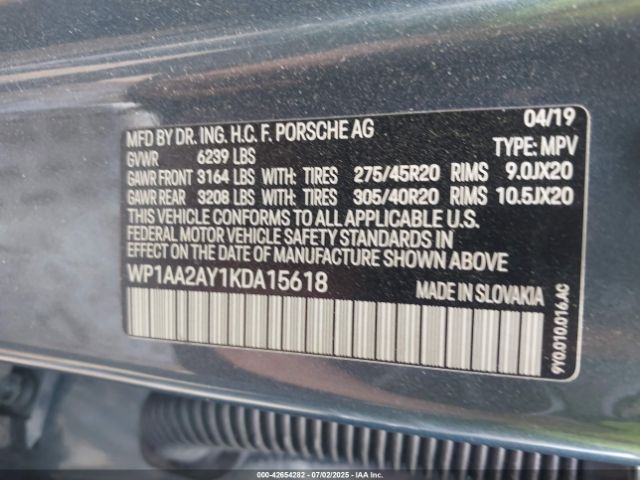 04/19
MFD BY DR. ING. H.C. F. PORSCHE AG
GVWR 6239 LBS TYPE: MPV
GAWR FRONT 3164 LBS WITH: TIRES 275/45R20 RIMS 9.0JX20
GAWR REAR 3208 LBS WITH: TIRES 305/40R20 RIMS 10.5JX20
THIS VEHICLE CONFORMS TO ALL APPLICABLE U.S.
FEDERAL MOTOR VEHICLE SAFETY STANDARDS IN
EFFECT ON THE DATE OF MANUFACTURE SHOWN ABOVE.
WP1AA2AY1KDA15618 MADE IN SLOVAKIA
9Y0.010.016.AC
000-42654282 07/02/2025 IAA Inc.